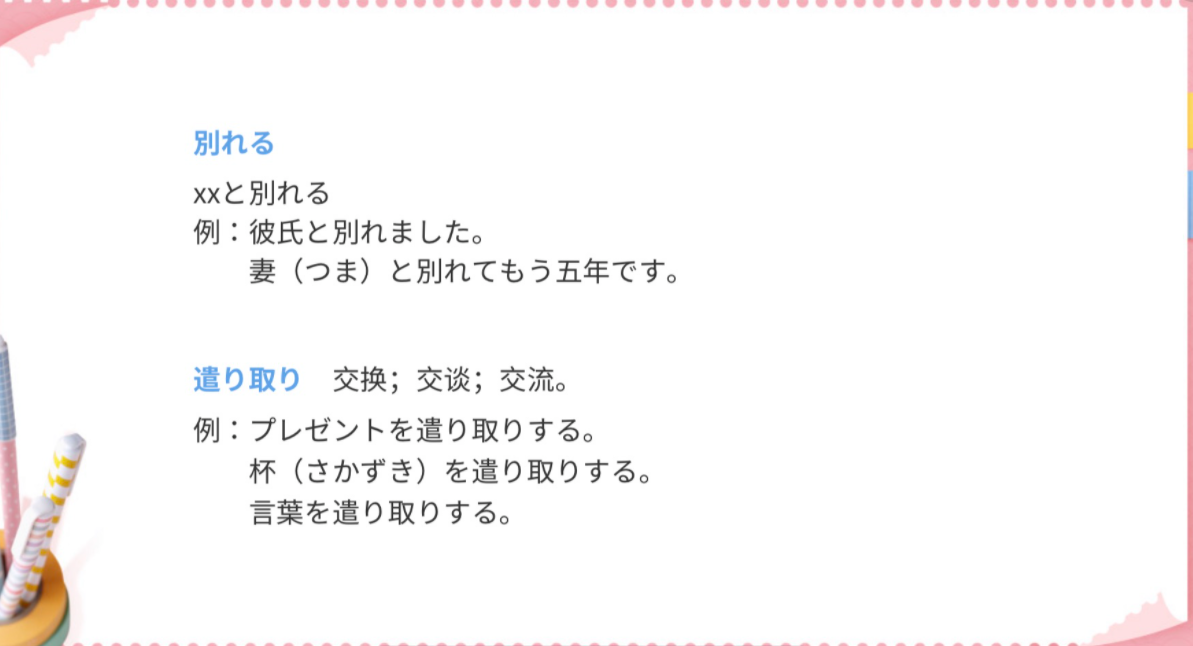 別れる
xxと別れる
例：彼氏と別れました。
妻（つま）と別れてもう五年です。
遣り取り　交换；交谈；交流。
例：プレゼントを遣り取りする。
杯（さかずき）を遣り取りする。
言葉を遣り取りする。